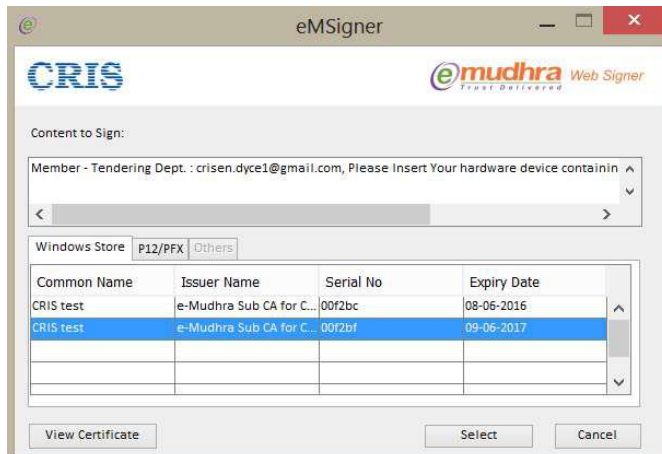 eMSigner
CRIS
emudhra Web Signer
Trust Delivered
Content to Sign:
Member - Tendering Dept. : crisen.dyce1@gmail.com, Please Insert Your hardware device containin
Windows Store P12/PFX Others
Common Name Issuer Name Serial No Expiry Date
CRIS test e-Mudhra Sub CA for C... 00f2bc 08-06-2016
CRIS test e-Mudhra Sub CA for C... 00f2bf 09-06-2017
View Certificate Select Cancel